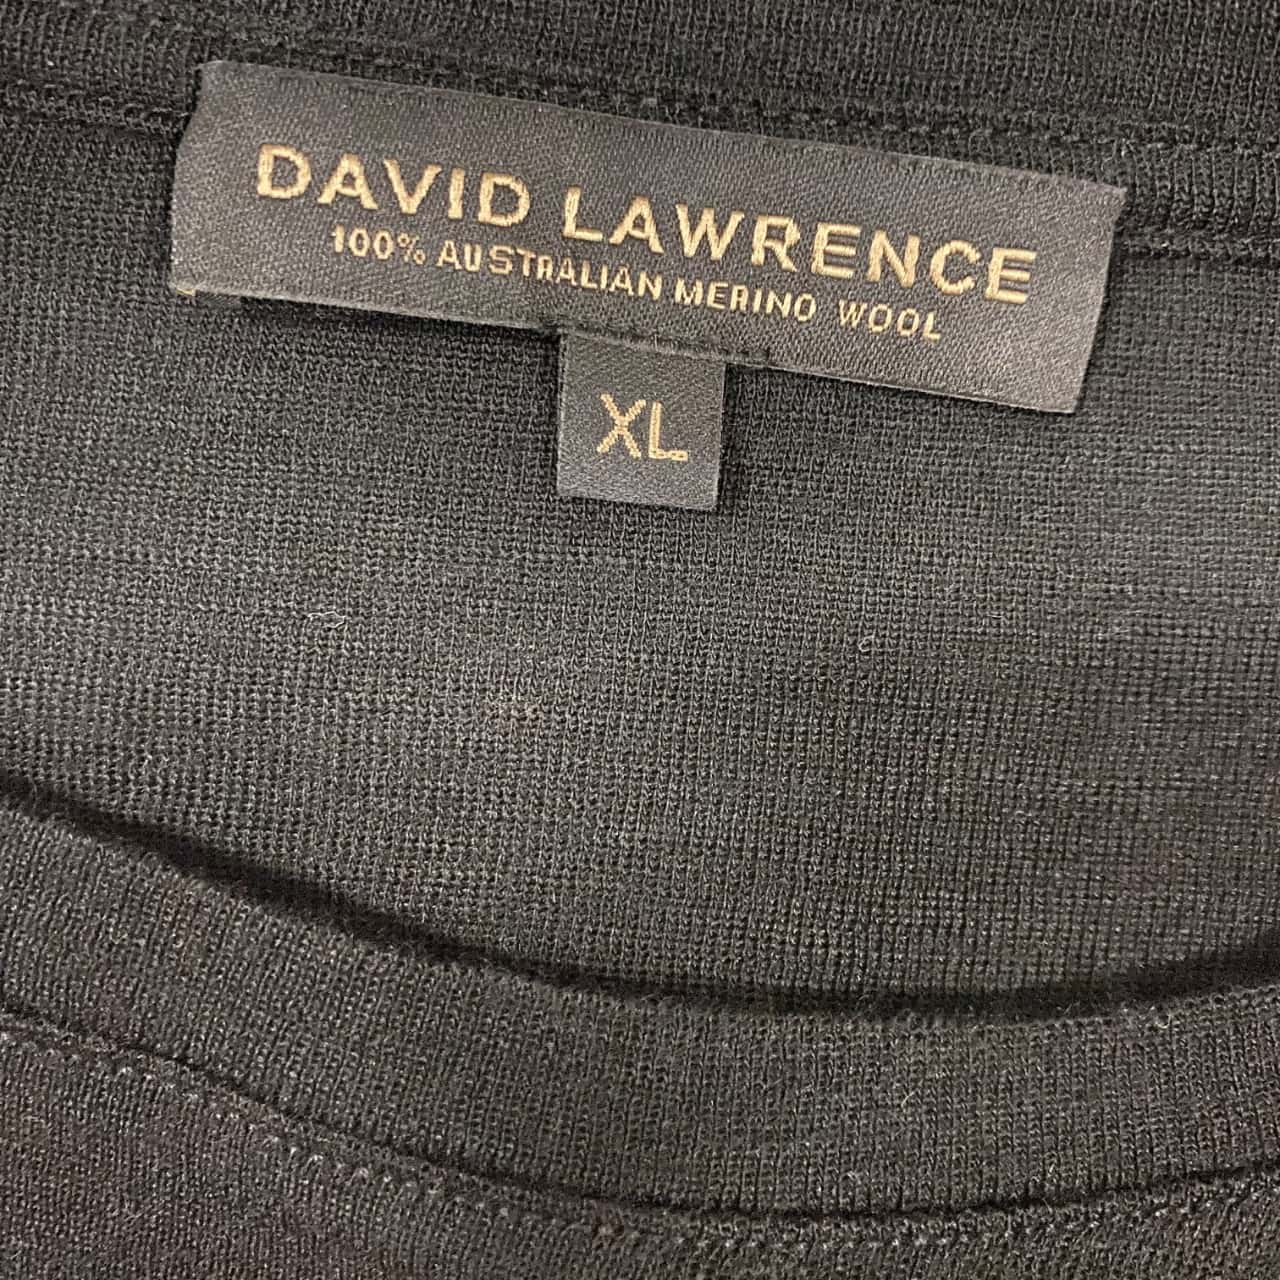 DAVID LAWRENCE
100% AUSTRALIAN MERINO WOOL
XL